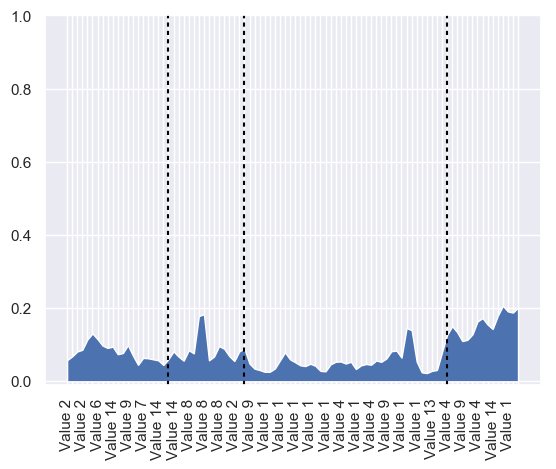 1.0
0.8
0.6
0.4
0.2
0.0
Value 2
Value 2
Value 6
Value 14
Value 9
Value 7
Value 14
Value 14
Value 8
Value 8
Value 8
Value 2
Value 9
Value 1
Value 1
Value 1
Value 1
Value 1
Value 4
Value 1
Value 4
Value 9
Value 1
Value 1
Value 13
Value 4
Value 4
Value 14
Value 1